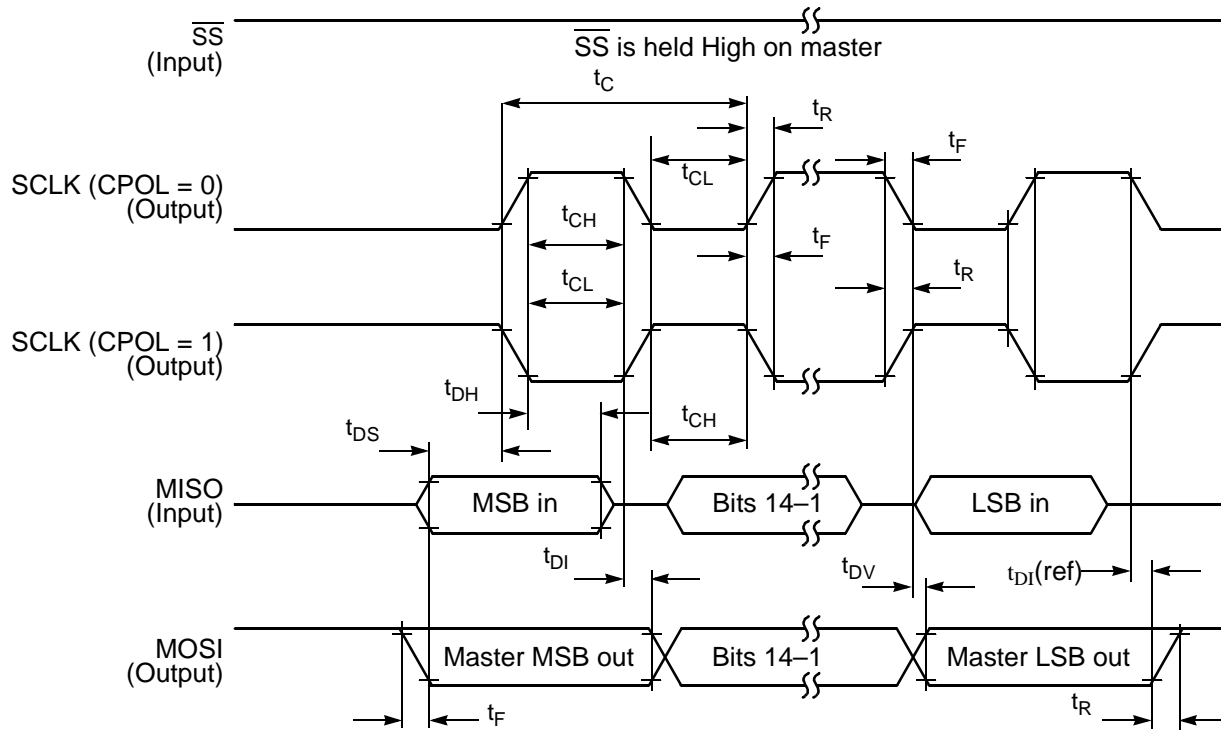 SS
(Input)
SS is held High on master
tC
tR
tF
SCLK (CPOL = 0)
(Output)
tCL
tCH
tF
tCL
tR
SCLK (CPOL = 1)
(Output)
tDH
tCH
tDS
MISO
(Input)
MSB in
Bits 14–1
LSB in
tDI
tDV
tDI(ref)
MOSI
(Output)
Master MSB out
Bits 14–1
Master LSB out
tF
tR